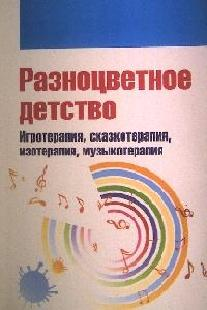 Разноцветное
детство
Игротерапия, сказкотерапия,
изотерапия, музыкотерапия